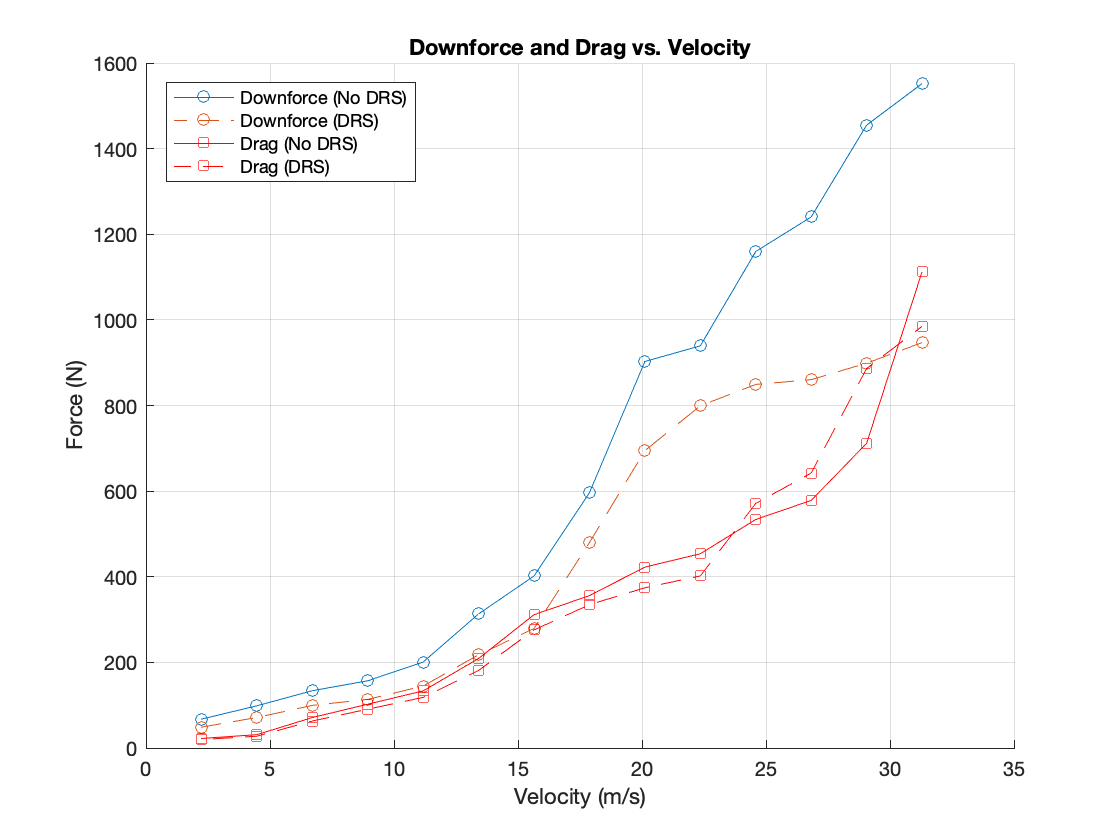 Downforce and Drag vs. Velocity
1600
1400
1200
1000
800
600
400
200
0
Force (N)
Downforce (No DRS)
Downforce (DRS)
Drag (No DRS)
Drag (DRS)
0 5 10 15 20 25 30 35
Velocity (m/s)